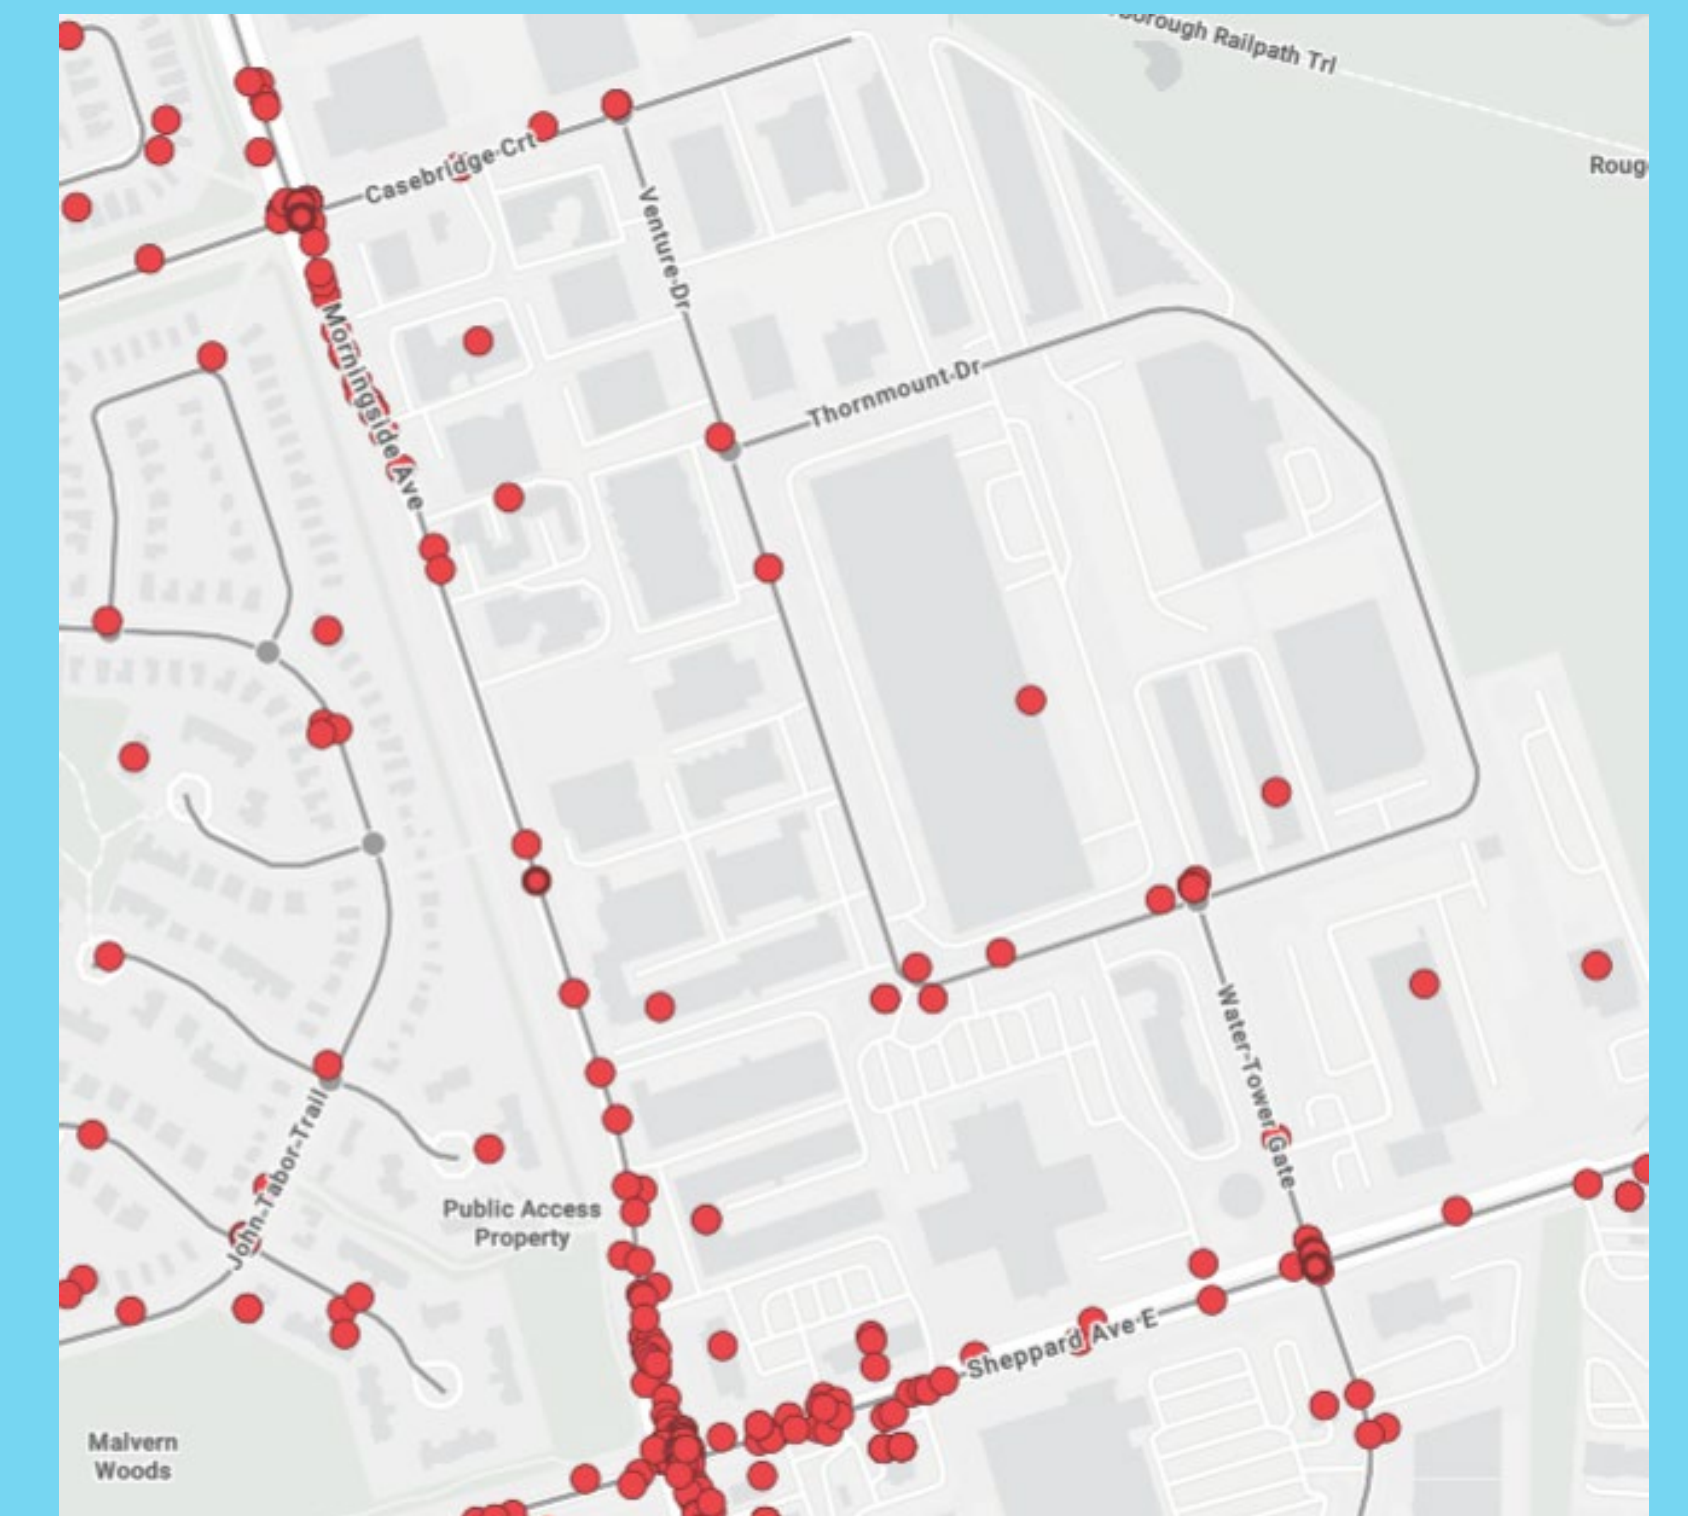 borough Railpath Trl
Roug
Casebridge Crt
Venture Dr
Morningside Ave
Thornmount Dr
Water Tower Gate
John Tabor Trail
Public Access
Property
Sheppard Ave E
Malvern
Woods